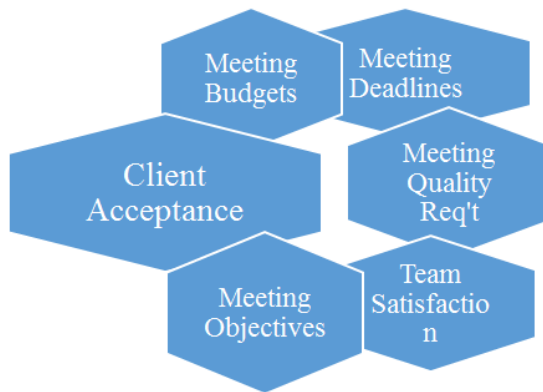 Meeting
Budgets
Meeting
Deadlines
Client
Acceptance
Meeting
Quality
Req't
Meeting
Objectives
Team
Satisfactio
n